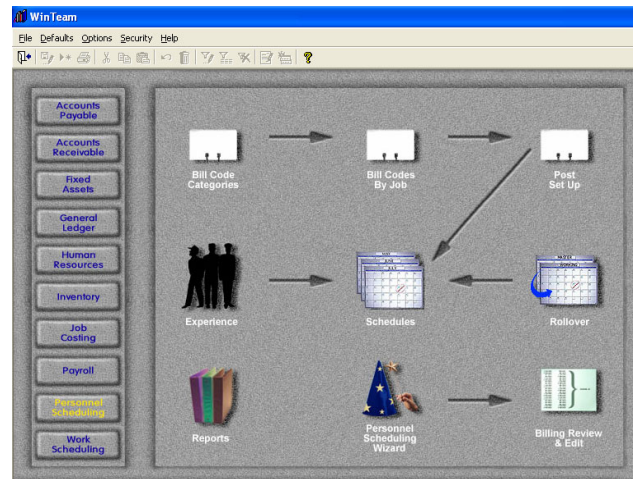 WinTeam
File Defaults Options Security Help
Accounts
Payable
Accounts
Receivable
Fixed
Assets
General
Ledger
Human
Resources
Inventory
Job
Costing
Payroll
Personnel
Scheduling
Work
Scheduling
Bill Code
Categories
Bill Codes
By Job
Post
Set Up
Experience
Schedules
Rollover
Reports
Personnel
Scheduling
Wizard
Billing Review
& Edit